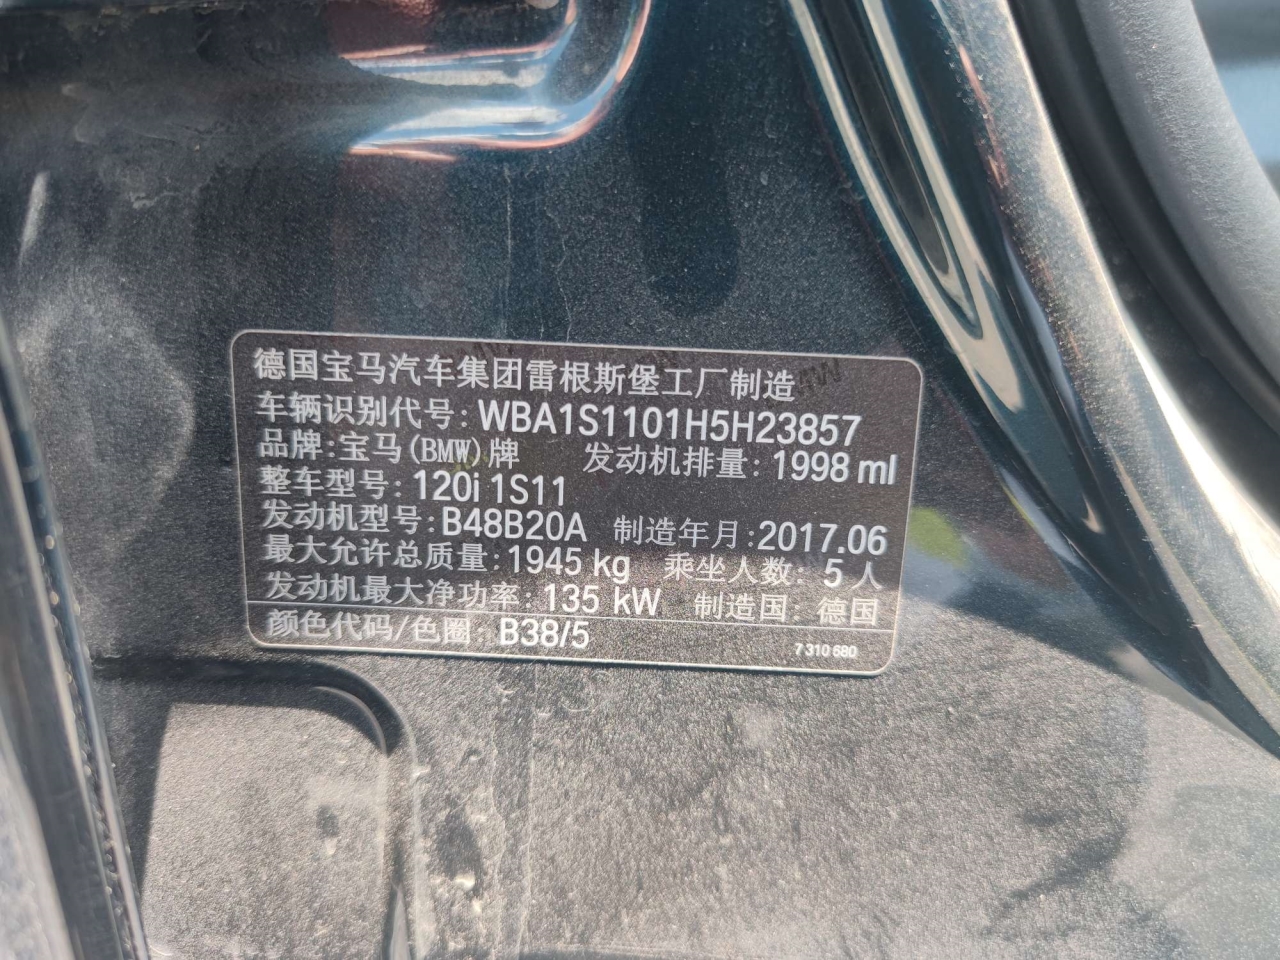 德国宝马汽车集团雷根斯堡工厂制造
车辆识别代号: WBA1S1101H5H23857
品牌: 宝马(BMW)牌 发动机排量: 1998 ml
整车型号: 120i 1S11
发动机型号: B48B20A 制造年月: 2017.06
最大允许总质量: 1945 kg 乘坐人数: 5 人
发动机最大净功率: 135 kW 制造国: 德国
颜色代码/色圈: B38/5 7 310 680